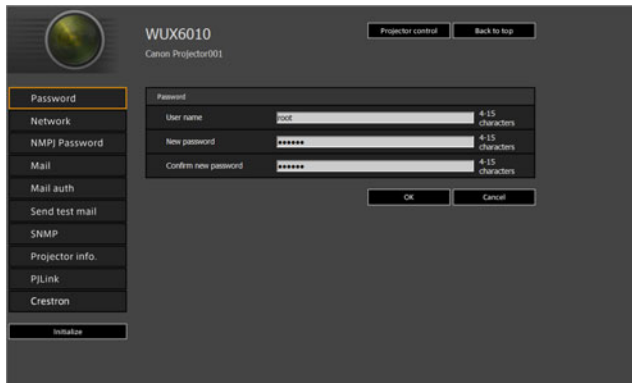 WUX6010
Canon Projector001
Projector control
Back to top
Password
Network
NMPJ Password
Mail
Mail auth
Send test mail
SNMP
Projector info.
PJLink
Crestron
Initialize
Password
User name root 4-15 characters
New password •••••• 4-15 characters
Confirm new password •••••• 4-15 characters
OK
Cancel